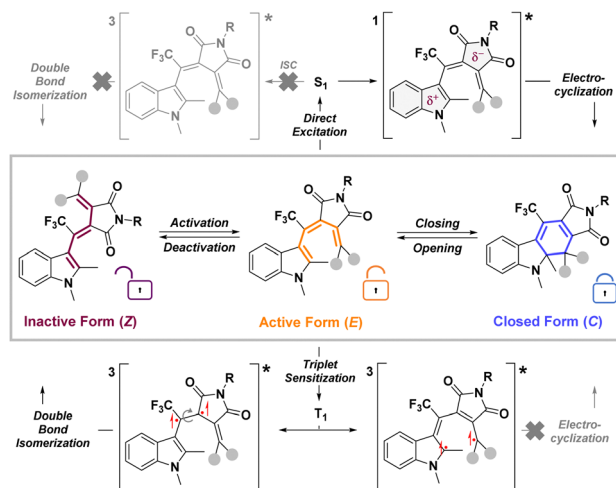 Double
Bond
Isomerization
3
*
F₃C
O
N
R
O
N
ISC
S₁
Direct
Excitation
1
*
F₃C
O
N
R
δ⁻
O
δ⁺
N
Electro-
cyclization
O
F₃C
N
R
O
N
Activation
Deactivation
O
R
N
F₃C
O
N
Closing
Opening
O
R
N
F₃C
O
N
Inactive Form (Z)
Active Form (E)
Closed Form (C)
Double Bond
Isomerization
3
*
F₃C
O
R
N
O
N
Triplet
Sensitization
T₁
3
*
F₃C
O
R
N
O
N
Electro-
cyclization